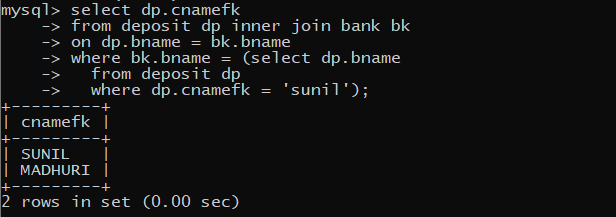 mysql> select dp.cnamefk
    -> from deposit dp inner join bank bk
    -> on dp.bname = bk.bname
    -> where bk.bname = (select dp.bname
    ->   from deposit dp
    ->   where dp.cnamefk = 'sunil');
+---------+
| cnamefk |
+---------+
| SUNIL   |
| MADHURI |
+---------+
2 rows in set (0.00 sec)